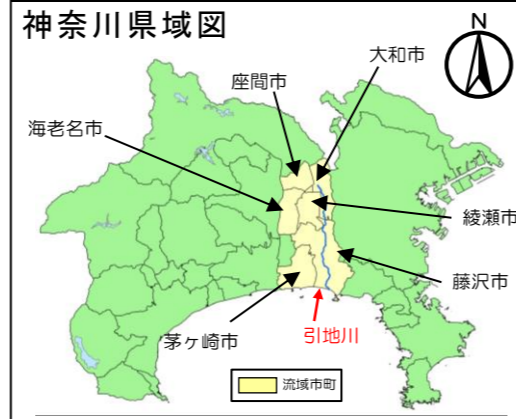 神奈川県域図
N
大和市
座間市
海老名市
綾瀬市
藤沢市
茅ヶ崎市
引地川
流域市町